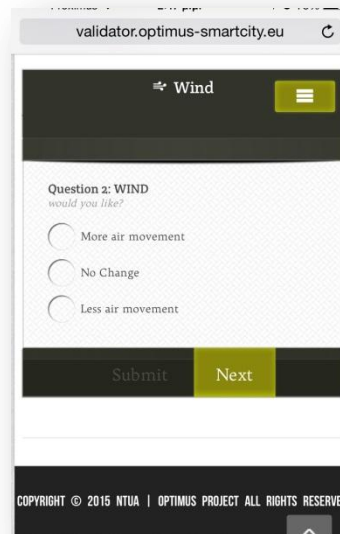 validator.optimus-smartcity.eu
Wind
Question 2: WIND
would you like?
More air movement
No Change
Less air movement
Submit
Next
COPYRIGHT © 2015 NTUA | OPTIMUS PROJECT ALL RIGHTS RESERVE